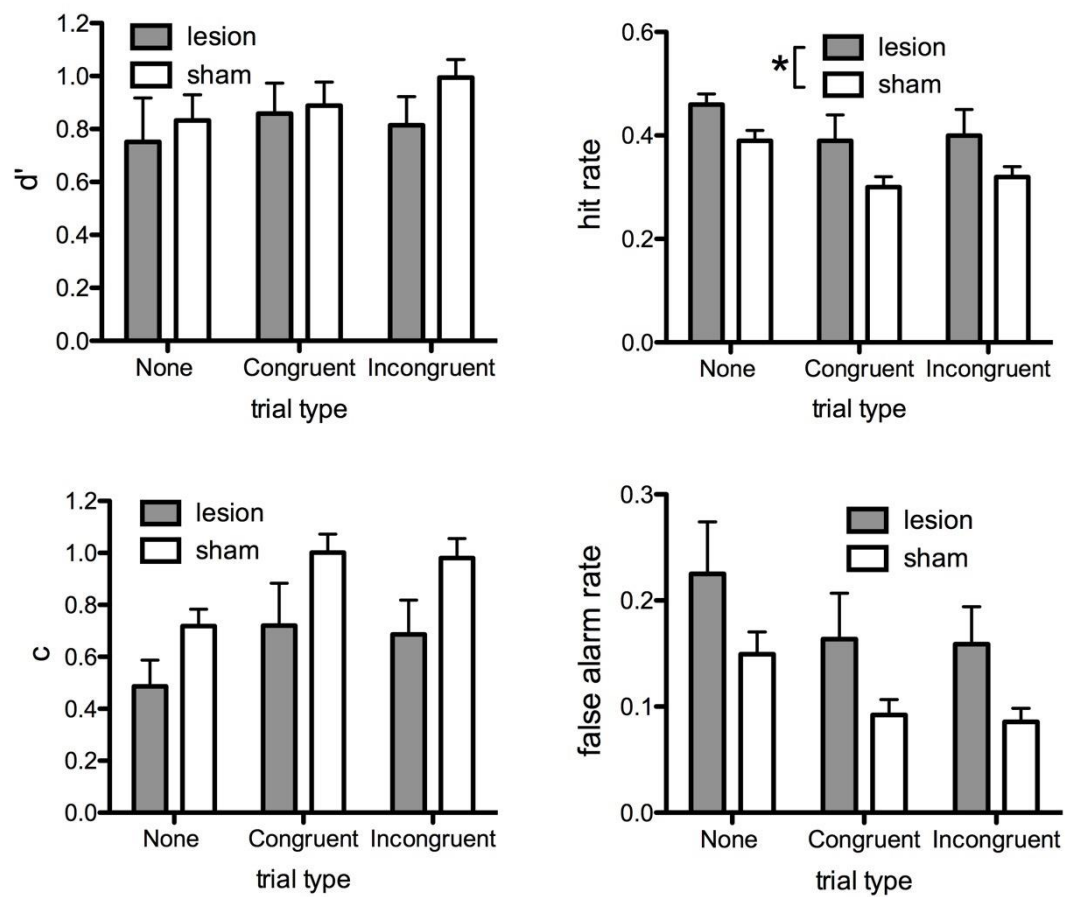 d'
1.2
1.0
0.8
0.6
0.4
0.2
0.0
lesion
sham
None Congruent Incongruent
trial type
hit rate
0.6
0.4
0.2
0.0
*
lesion
sham
None Congruent Incongruent
trial type
c
1.2
1.0
0.8
0.6
0.4
0.2
0.0
lesion
sham
None Congruent Incongruent
trial type
false alarm rate
0.3
0.2
0.1
0.0
lesion
sham
None Congruent Incongruent
trial type